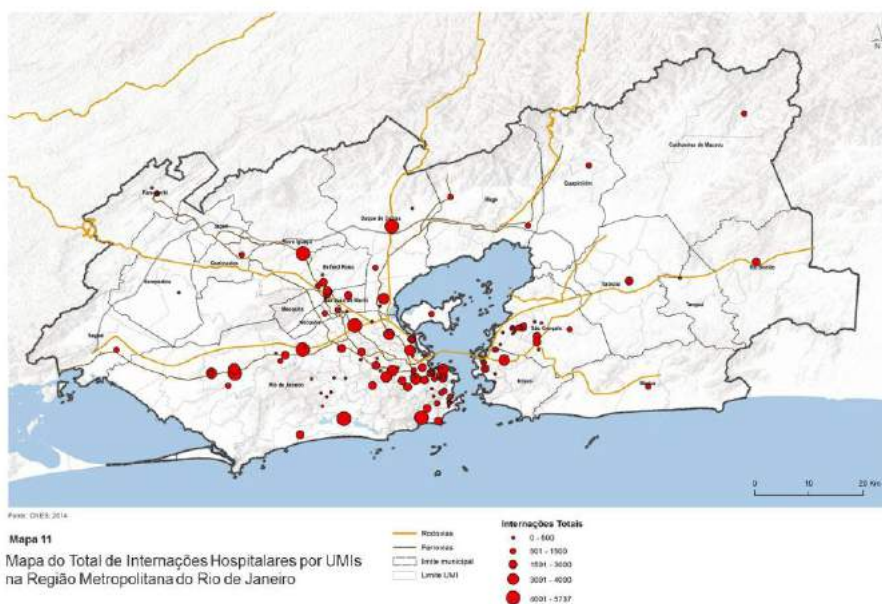 N
Cachoeiras de Macacu
Guapimirim
Magé
Paracambi
Duque de Caxias
Japeri
Nova Iguaçu
Queimados
Belford Roxo
Rio Bonito
Seropédica
Itaboraí
Tanguá
São João de Meriti
Mesquita
Nilópolis
São Gonçalo
Itaguaí
Rio de Janeiro
Niterói
Maricá
0 10 20 Km
Fonte: CNES, 2014
Mapa 11
Mapa do Total de Internações Hospitalares por UMIs
na Região Metropolitana do Rio de Janeiro
Rodovias
Ferrovias
limite municipal
Limite UMI
Internações Totais
0 - 500
501 - 1500
1501 - 3000
3001 - 4000
4001 - 5737